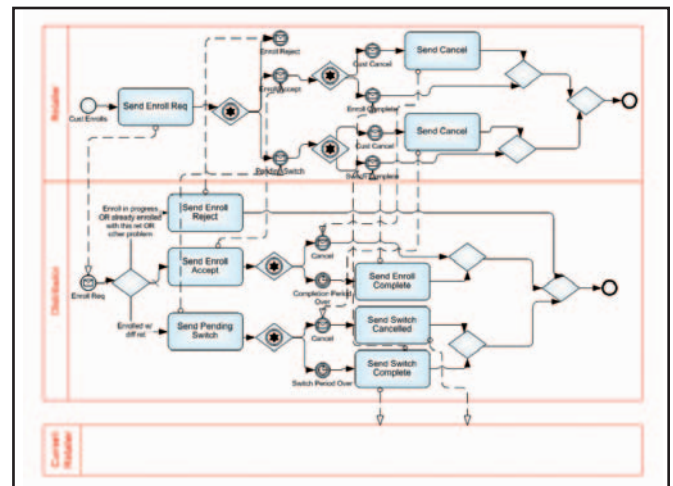 Retailer
Enroll Reject
Send Cancel
Cust Cancel
Enroll Accept
Send Enroll Req
Cust Enrolls
Enroll Complete
Send Cancel
Cust Cancel
Pending Switch
Switch Complete
Distributor
Enroll in progress
OR already enrolled
with this ret OR
other problem
Send Enroll
Reject
Send Enroll
Accept
Cancel
Enroll Req
Completion Period
Over
Send Enroll
Complete
Enrolled w/
diff ret
Send Pending
Switch
Cancel
Send Switch
Cancelled
Switch Period Over
Send Switch
Complete
Current
Retailer